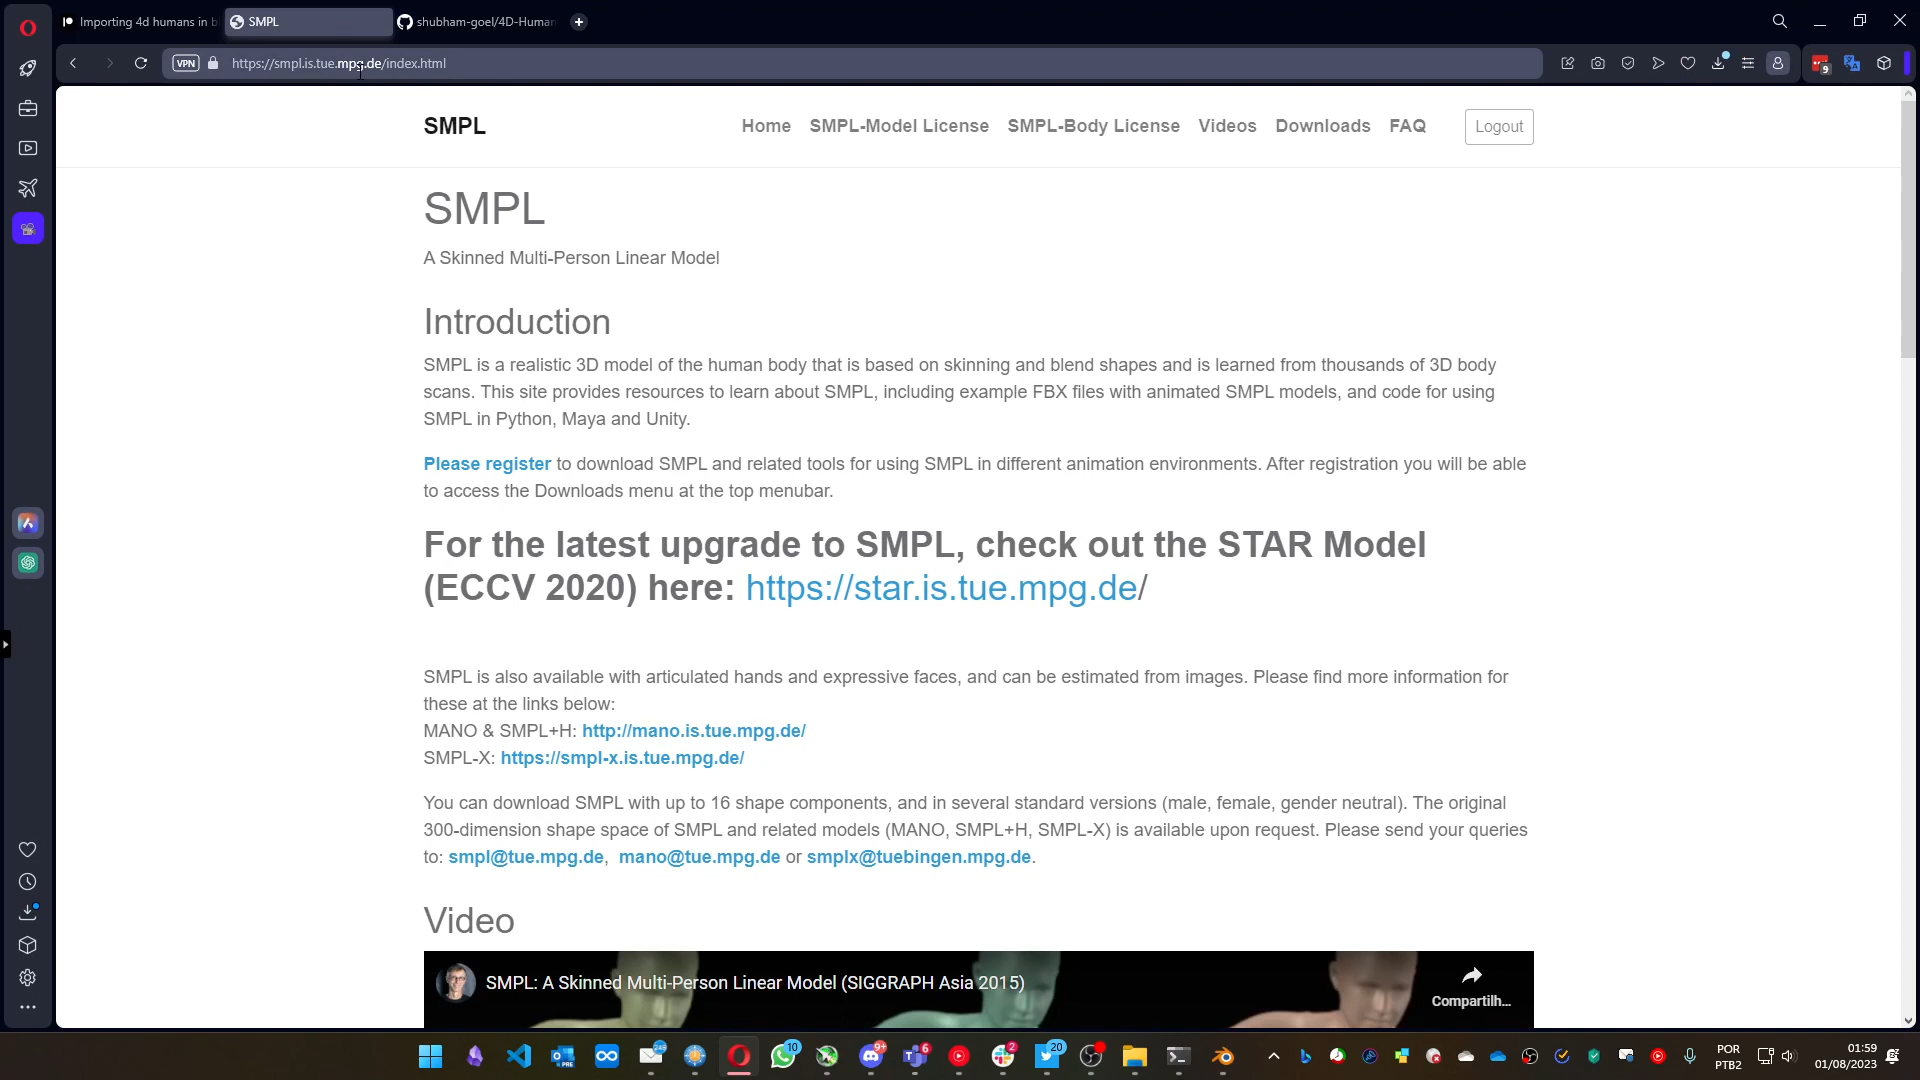 Importing 4d humans in b
SMPL
shubham-goel/4D-Human
VPN
https://smpl.is.tue.mpg.de/index.html
9
SMPL
Home
SMPL-Model License
SMPL-Body License
Videos
Downloads
FAQ
Logout
SMPL
A Skinned Multi-Person Linear Model
Introduction
SMPL is a realistic 3D model of the human body that is based on skinning and blend shapes and is learned from thousands of 3D body
scans. This site provides resources to learn about SMPL, including example FBX files with animated SMPL models, and code for using
SMPL in Python, Maya and Unity.
Please register to download SMPL and related tools for using SMPL in different animation environments. After registration you will be able
to access the Downloads menu at the top menubar.
For the latest upgrade to SMPL, check out the STAR Model
(ECCV 2020) here: https://star.is.tue.mpg.de/
SMPL is also available with articulated hands and expressive faces, and can be estimated from images. Please find more information for
these at the links below:
MANO & SMPL+H: http://mano.is.tue.mpg.de/
SMPL-X: https://smpl-x.is.tue.mpg.de/
You can download SMPL with up to 16 shape components, and in several standard versions (male, female, gender neutral). The original
300-dimension shape space of SMPL and related models (MANO, SMPL+H, SMPL-X) is available upon request. Please send your queries
to: smpl@tue.mpg.de, mano@tue.mpg.de or smplx@tuebingen.mpg.de.
Video
SMPL: A Skinned Multi-Person Linear Model (SIGGRAPH Asia 2015)
Compartilh...
PRE
10
9+
6
2
20
POR
PTB2
01:59
01/08/2023